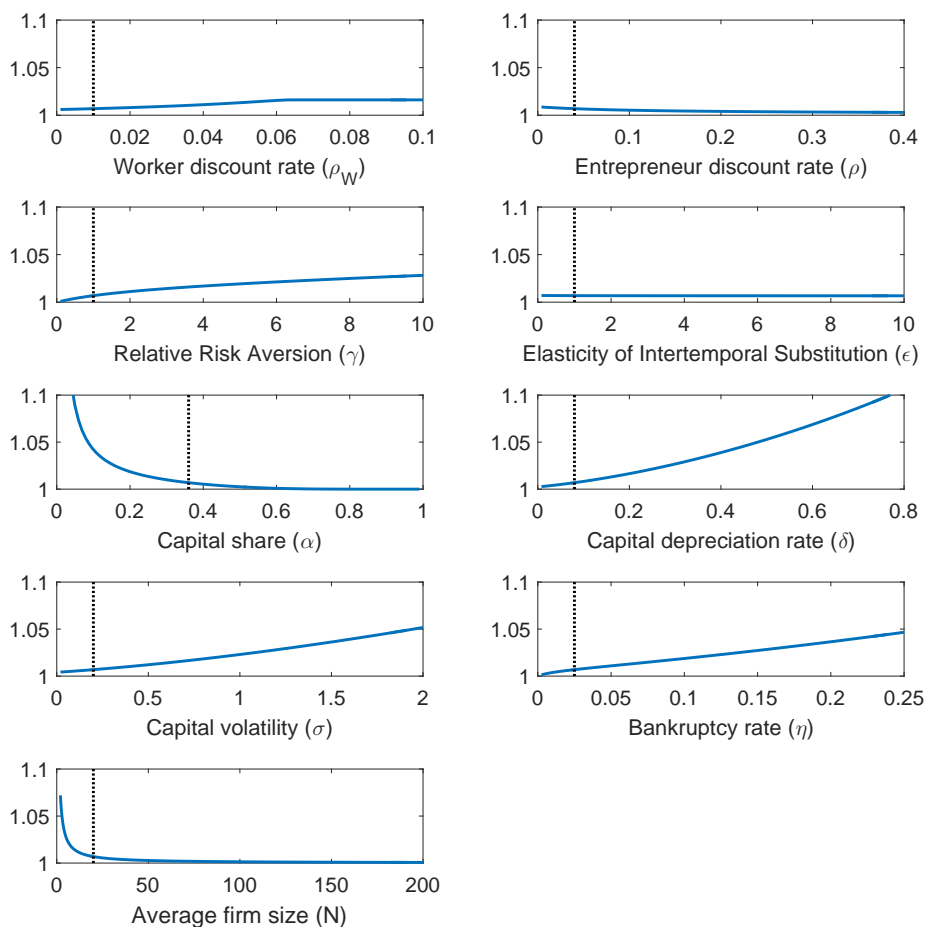 1.1
1.05
1
0 0.02 0.04 0.06 0.08 0.1
Worker discount rate (ρ_W)
1.1
1.05
1
0 0.1 0.2 0.3 0.4
Entrepreneur discount rate (ρ)
1.1
1.05
1
0 2 4 6 8 10
Relative Risk Aversion (γ)
1.1
1.05
1
0 2 4 6 8 10
Elasticity of Intertemporal Substitution (ϵ)
1.1
1.05
1
0 0.2 0.4 0.6 0.8 1
Capital share (α)
1.1
1.05
1
0 0.2 0.4 0.6 0.8
Capital depreciation rate (δ)
1.1
1.05
1
0 0.5 1 1.5 2
Capital volatility (σ)
1.1
1.05
1
0 0.05 0.1 0.15 0.2 0.25
Bankruptcy rate (η)
1.1
1.05
1
0 50 100 150 200
Average firm size (N)